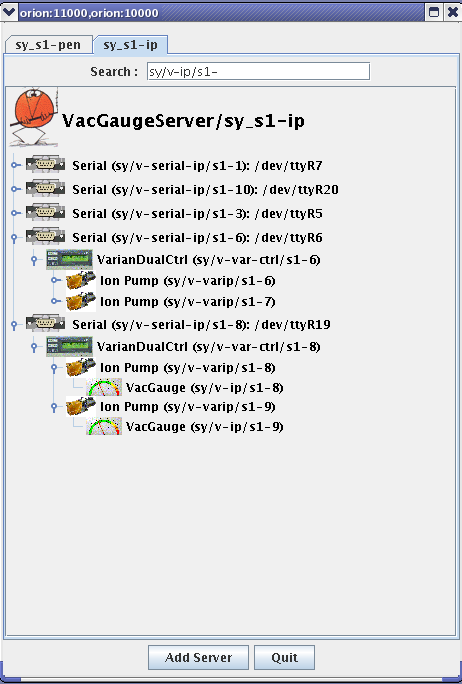 orion:11000,orion:10000
sy_s1-pen sy_s1-ip
Search : sy/v-ip/s1-
VacGaugeServer/sy_s1-ip
Serial (sy/v-serial-ip/s1-1): /dev/ttyR7
Serial (sy/v-serial-ip/s1-10): /dev/ttyR20
Serial (sy/v-serial-ip/s1-3): /dev/ttyR5
Serial (sy/v-serial-ip/s1-6): /dev/ttyR6
VarianDualCtrl (sy/v-var-ctrl/s1-6)
Ion Pump (sy/v-varip/s1-6)
Ion Pump (sy/v-varip/s1-7)
Serial (sy/v-serial-ip/s1-8): /dev/ttyR19
VarianDualCtrl (sy/v-var-ctrl/s1-8)
Ion Pump (sy/v-varip/s1-8)
VacGauge (sy/v-ip/s1-8)
Ion Pump (sy/v-varip/s1-9)
VacGauge (sy/v-ip/s1-9)
Add Server Quit